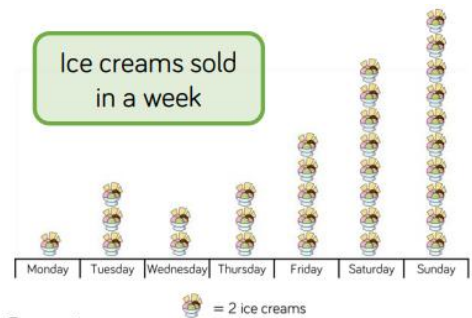 Ice creams sold
in a week
Monday Tuesday Wednesday Thursday Friday Saturday Sunday
= 2 ice creams